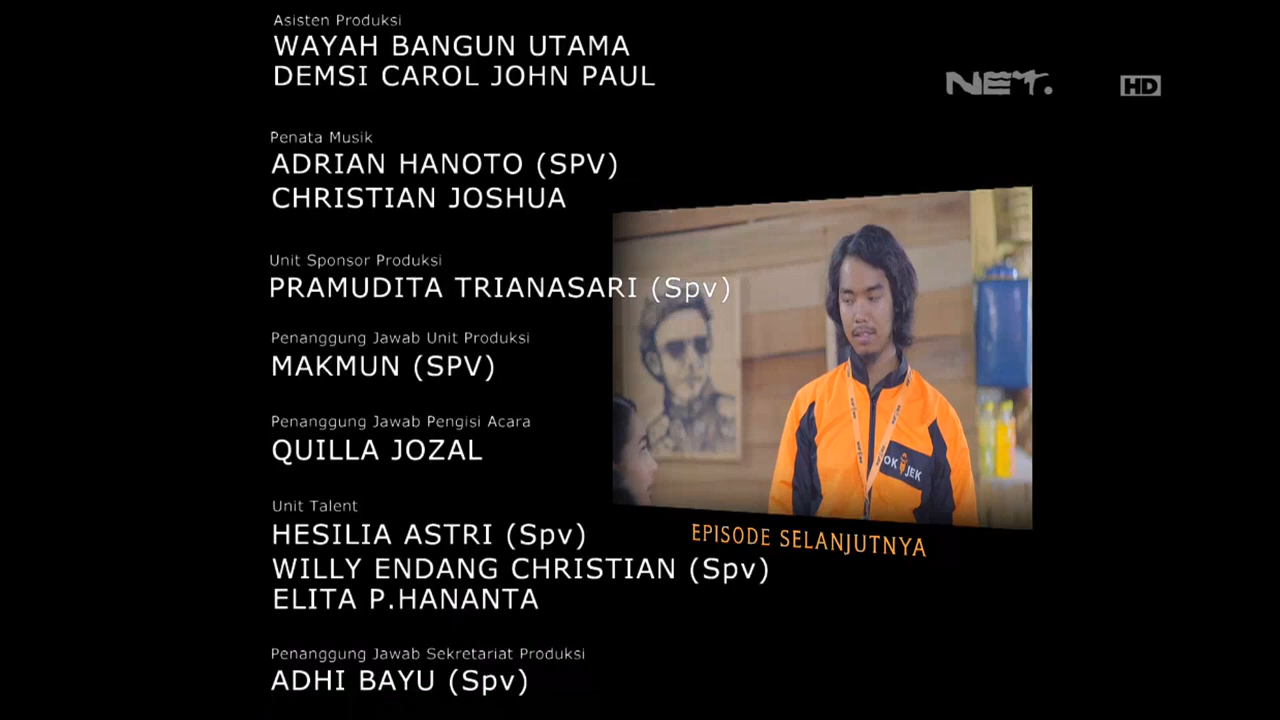 Asisten Produksi
WAYAH BANGUN UTAMA
DEMSI CAROL JOHN PAUL
NET.
HD
Penata Musik
ADRIAN HANOTO (SPV)
CHRISTIAN JOSHUA
Unit Sponsor Produksi
PRAMUDITA TRIANASARI (Spv)
Penanggung Jawab Unit Produksi
MAKMUN (SPV)
Penanggung Jawab Pengisi Acara
QUILLA JOZAL
OK JEK
Unit Talent
HESILIA ASTRI (Spv)
EPISODE SELANJUTNYA
WILLY ENDANG CHRISTIAN (Spv)
ELITA P.HANANTA
Penanggung Jawab Sekretariat Produksi
ADHI BAYU (Spv)